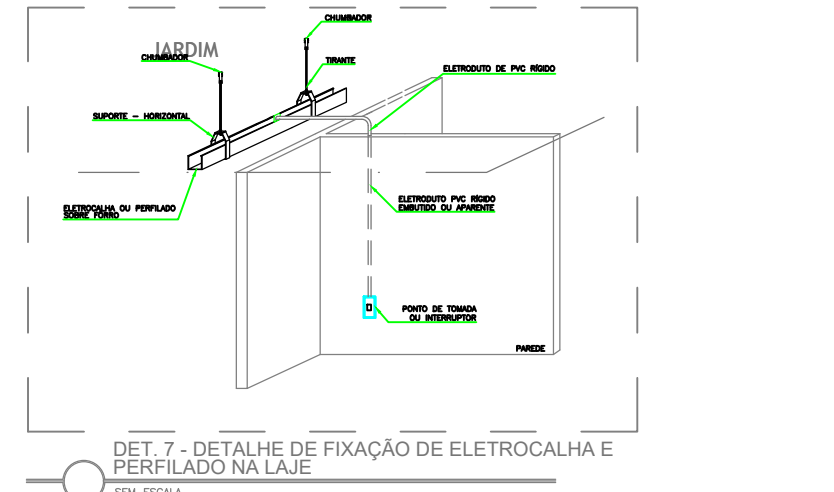 CHUMBADOR
JARDIM
CHUMBADOR
TIRANTE
ELETRODUTO DE PVC RÍGIDO
SUPORTE – HORIZONTAL
ELETROCALHA OU PERFILADO
SOBRE FORRO
ELETRODUTO PVC RÍGIDO
EMBUTIDO OU APARENTE
PONTO DE TOMADA
OU INTERRUPTOR
PAREDE
DET. 7 - DETALHE DE FIXAÇÃO DE ELETROCALHA E
PERFILADO NA LAJE
SEM ESCALA